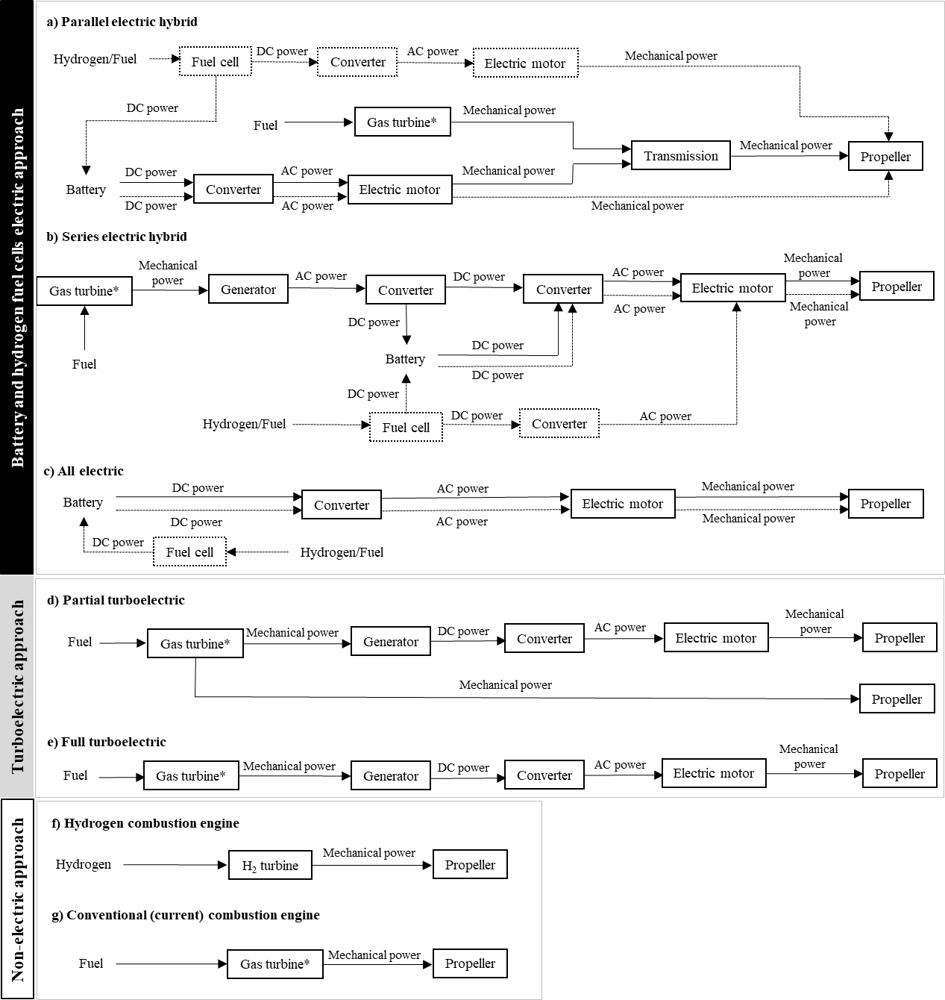 Battery and hydrogen fuel cells electric approach
a) Parallel electric hybrid
Hydrogen/Fuel
Fuel cell
DC power
Converter
AC power
Electric motor
Mechanical power
DC power
Fuel
Gas turbine*
Mechanical power
Transmission
Mechanical power
Propeller
Battery
DC power
DC power
Converter
AC power
AC power
Electric motor
Mechanical power
Mechanical power
b) Series electric hybrid
Gas turbine*
Mechanical
power
Generator
AC power
Converter
DC power
Converter
AC power
AC power
Electric motor
Mechanical
power
Mechanical
power
Propeller
Fuel
DC power
Battery
DC power
DC power
DC power
Hydrogen/Fuel
Fuel cell
DC power
Converter
AC power
c) All electric
Battery
DC power
DC power
Converter
AC power
AC power
Electric motor
Mechanical power
Mechanical power
Propeller
DC power
Fuel cell
Hydrogen/Fuel
Turboelectric approach
d) Partial turboelectric
Fuel
Gas turbine*
Mechanical power
Generator
DC power
Converter
AC power
Electric motor
Mechanical
power
Propeller
Mechanical power
Propeller
e) Full turboelectric
Fuel
Gas turbine*
Mechanical power
Generator
DC power
Converter
AC power
Electric motor
Mechanical
power
Propeller
Non-electric approach
f) Hydrogen combustion engine
Hydrogen
H₂ turbine
Mechanical power
Propeller
g) Conventional (current) combustion engine
Fuel
Gas turbine*
Mechanical power
Propeller